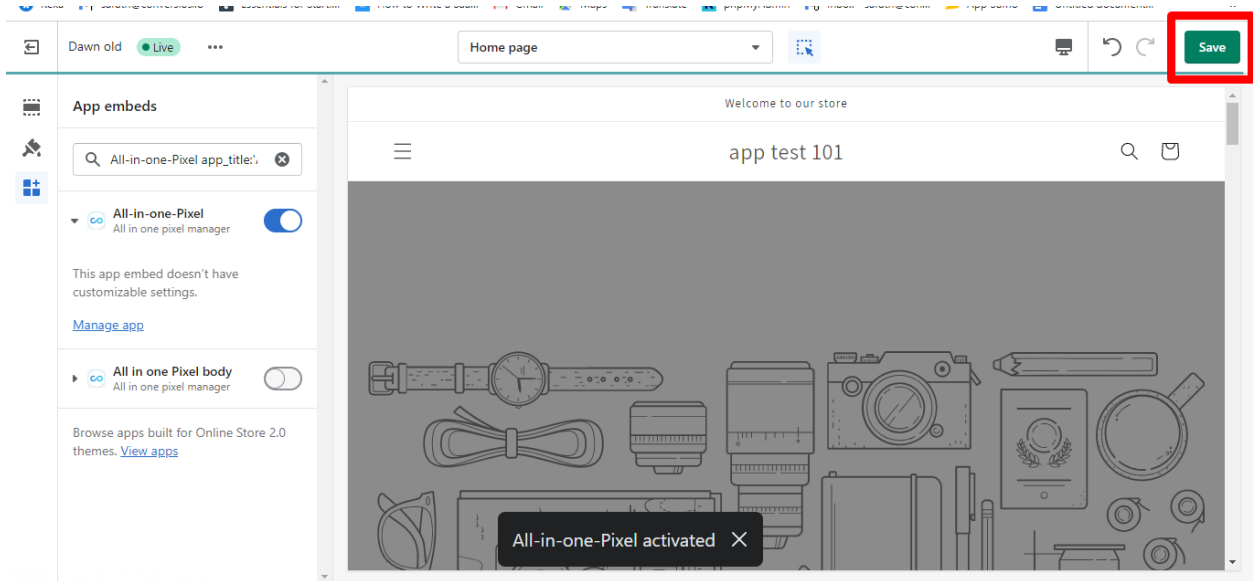 Dawn old
Live
Home page
Save
App embeds
All-in-one-Pixel app_title:'
All-in-one-Pixel
All in one pixel manager
This app embed doesn't have
customizable settings.
Manage app
All in one Pixel body
All in one pixel manager
Browse apps built for Online Store 2.0
themes. View apps
Welcome to our store
app test 101
All-in-one-Pixel activated